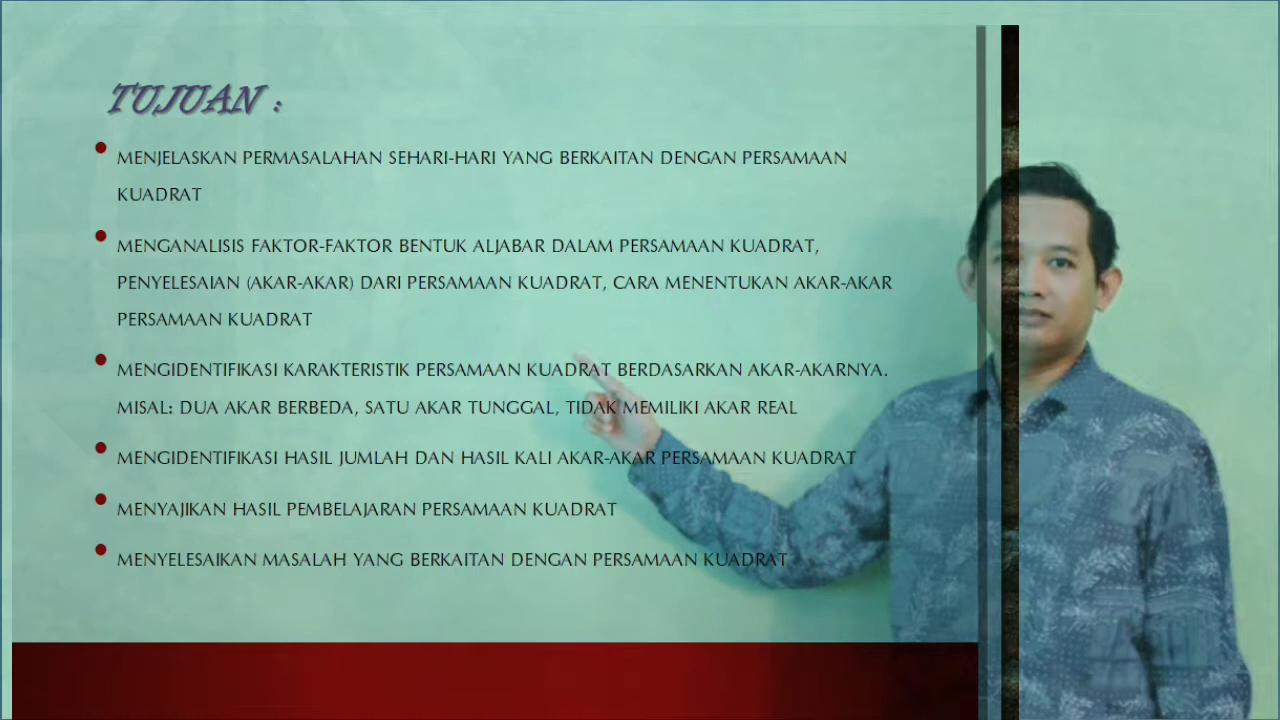 TUJUAN :
MENJELASKAN PERMASALAHAN SEHARI-HARI YANG BERKAITAN DENGAN PERSAMAAN
KUADRAT
MENGANALISIS FAKTOR-FAKTOR BENTUK ALJABAR DALAM PERSAMAAN KUADRAT,
PENYELESAIAN (AKAR-AKAR) DARI PERSAMAAN KUADRAT, CARA MENENTUKAN AKAR-AKAR
PERSAMAAN KUADRAT
MENGIDENTIFIKASI KARAKTERISTIK PERSAMAAN KUADRAT BERDASARKAN AKAR-AKARNYA.
MISAL: DUA AKAR BERBEDA, SATU AKAR TUNGGAL, TIDAK MEMILIKI AKAR REAL
MENGIDENTIFIKASI HASIL JUMLAH DAN HASIL KALI AKAR-AKAR PERSAMAAN KUADRAT
MENYAJIKAN HASIL PEMBELAJARAN PERSAMAAN KUADRAT
MENYELESAIKAN MASALAH YANG BERKAITAN DENGAN PERSAMAAN KUADRAT